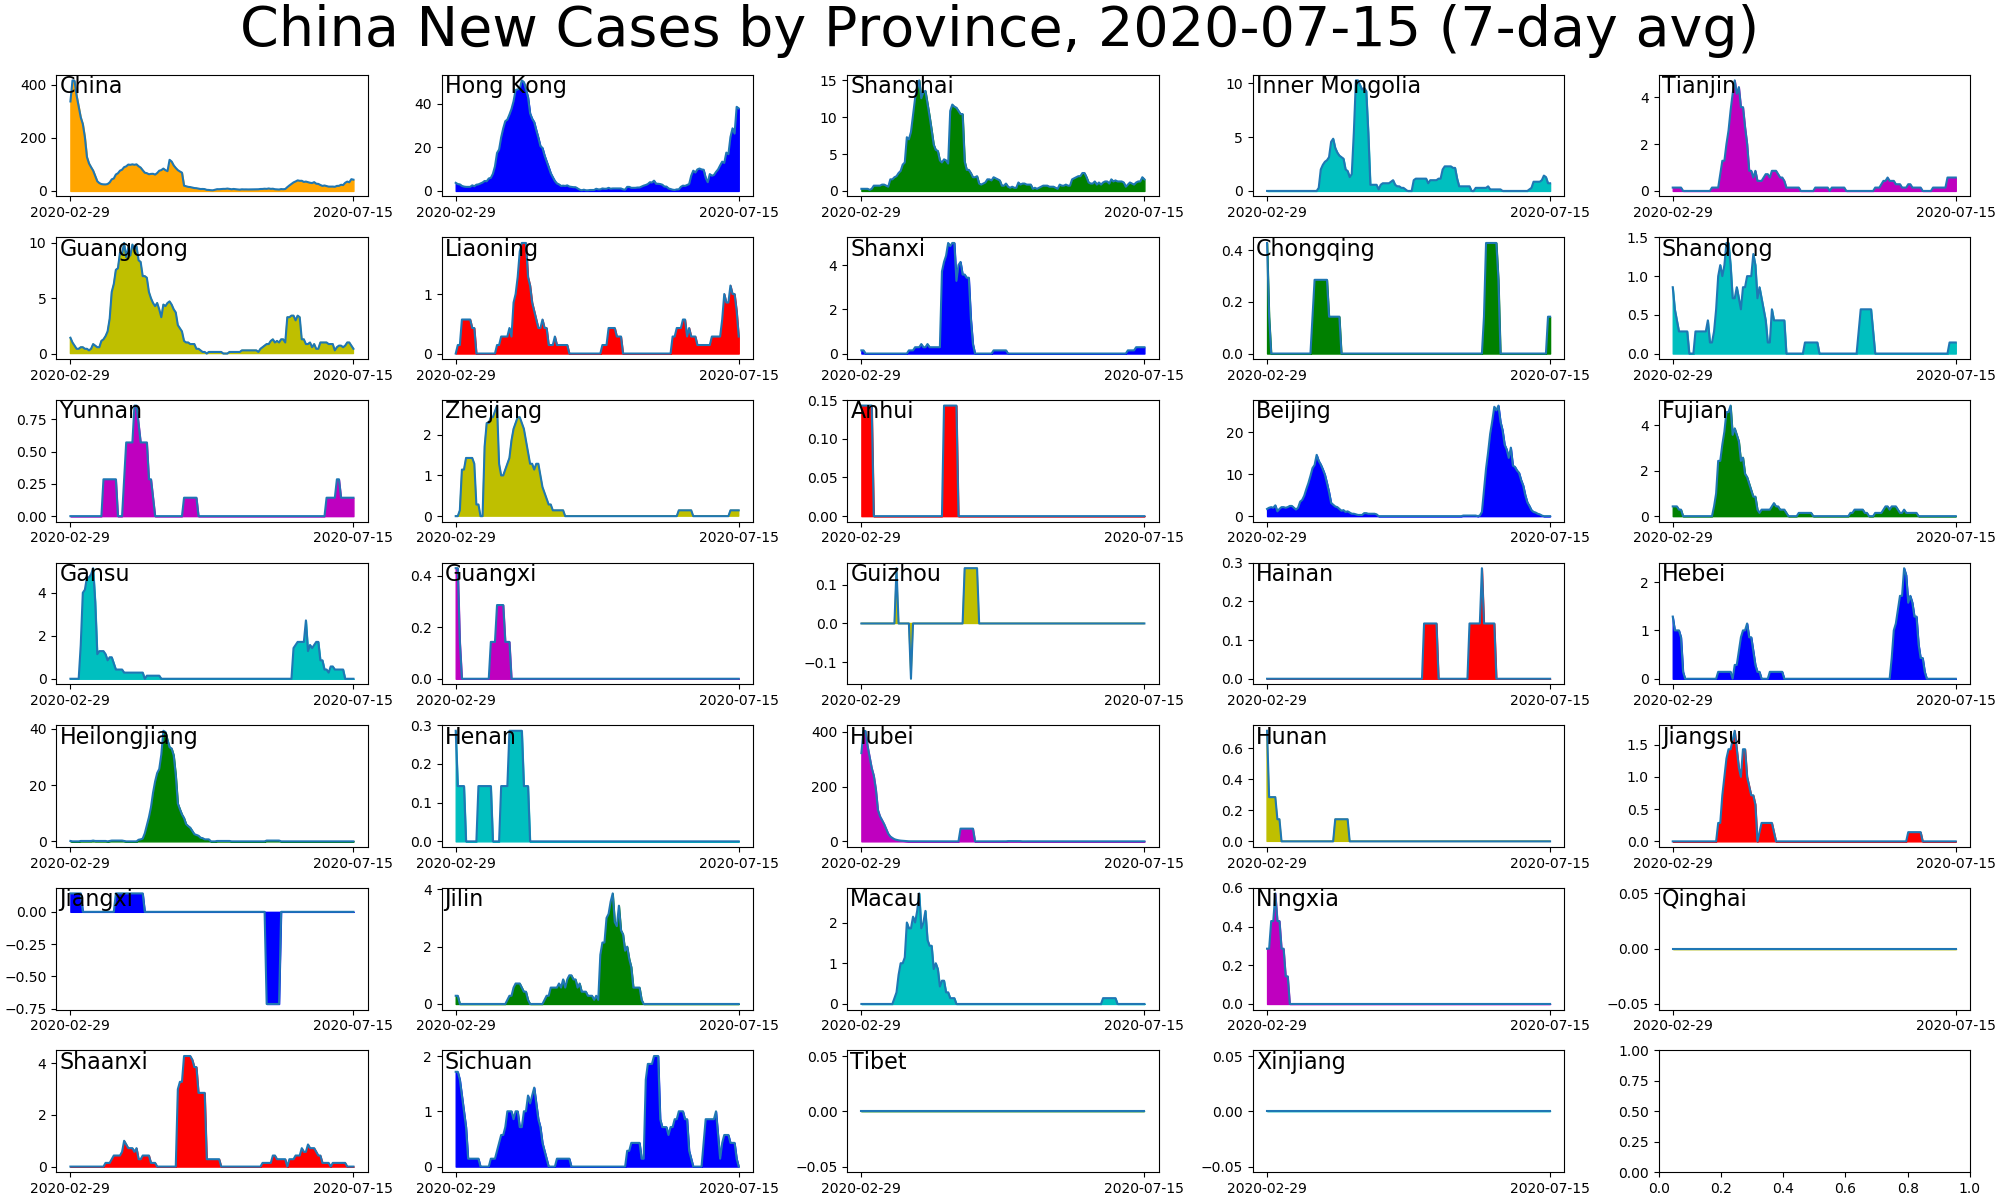 China New Cases by Province, 2020-07-15 (7-day avg)
China Hong Kong Shanghai Inner Mongolia Tianjin
400 200 0
40 20 0
15 10 5 0
10 5 0
4 2 0
2020-02-29 2020-07-15 2020-02-29 2020-07-15 2020-02-29 2020-07-15 2020-02-29 2020-07-15 2020-02-29 2020-07-15
Guangdong Liaoning Shanxi Chongqing Shandong
10 5 0
1 0
4 2 0
0.4 0.2 0.0
1.5 1.0 0.5 0.0
2020-02-29 2020-07-15 2020-02-29 2020-07-15 2020-02-29 2020-07-15 2020-02-29 2020-07-15 2020-02-29 2020-07-15
Yunnan Zhejiang Anhui Beijing Fujian
0.75 0.50 0.25 0.00
2 1 0
0.15 0.10 0.05 0.00
20 10 0
4 2 0
2020-02-29 2020-07-15 2020-02-29 2020-07-15 2020-02-29 2020-07-15 2020-02-29 2020-07-15 2020-02-29 2020-07-15
Gansu Guangxi Guizhou Hainan Hebei
4 2 0
0.4 0.2 0.0
0.1 0.0 −0.1
0.3 0.2 0.1 0.0
2 1 0
2020-02-29 2020-07-15 2020-02-29 2020-07-15 2020-02-29 2020-07-15 2020-02-29 2020-07-15 2020-02-29 2020-07-15
Heilongjiang Henan Hubei Hunan Jiangsu
40 20 0
0.3 0.2 0.1 0.0
400 200 0
0.6 0.4 0.2 0.0
1.5 1.0 0.5 0.0
2020-02-29 2020-07-15 2020-02-29 2020-07-15 2020-02-29 2020-07-15 2020-02-29 2020-07-15 2020-02-29 2020-07-15
Jiangxi Jilin Macau Ningxia Qinghai
0.00 −0.25 −0.50 −0.75
4 2 0
2 1 0
0.6 0.4 0.2 0.0
0.05 0.00 −0.05
2020-02-29 2020-07-15 2020-02-29 2020-07-15 2020-02-29 2020-07-15 2020-02-29 2020-07-15 2020-02-29 2020-07-15
Shaanxi Sichuan Tibet Xinjiang
4 2 0
2 1 0
0.05 0.00 −0.05
0.05 0.00 −0.05
1.00 0.75 0.50 0.25 0.00
2020-02-29 2020-07-15 2020-02-29 2020-07-15 2020-02-29 2020-07-15 2020-02-29 2020-07-15 0.0 0.2 0.4 0.6 0.8 1.0